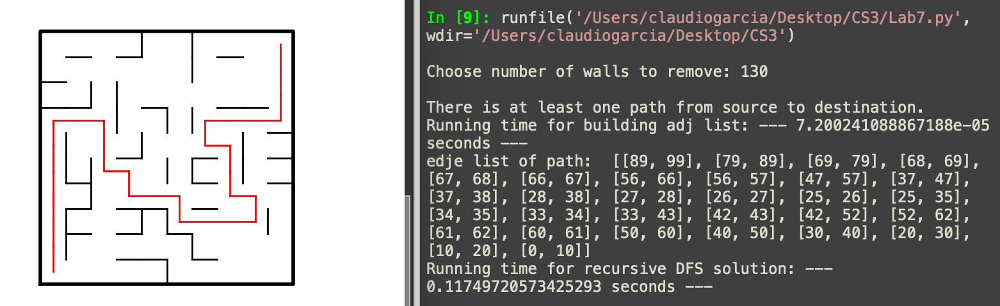 In [9]: runfile('/Users/claudiogarcia/Desktop/CS3/Lab7.py',
wdir='/Users/claudiogarcia/Desktop/CS3')
Choose number of walls to remove: 130
There is at least one path from source to destination.
Running time for building adj list: --- 7.200241088867188e-05
seconds ---
edje list of path:  [[89, 99], [79, 89], [69, 79], [68, 69],
[67, 68], [66, 67], [56, 66], [56, 57], [47, 57], [37, 47],
[37, 38], [28, 38], [27, 28], [26, 27], [25, 26], [25, 35],
[34, 35], [33, 34], [33, 43], [42, 43], [42, 52], [52, 62],
[61, 62], [60, 61], [50, 60], [40, 50], [30, 40], [20, 30],
[10, 20], [0, 10]]
Running time for recursive DFS solution: ---
0.11749720573425293 seconds ---